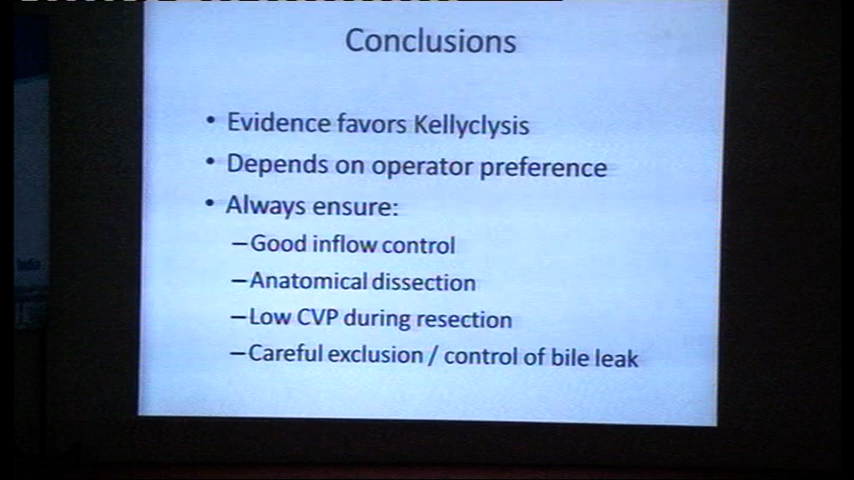 Conclusions
• Evidence favors Kellyclysis
• Depends on operator preference
• Always ensure:
–Good inflow control
–Anatomical dissection
–Low CVP during resection
–Careful exclusion / control of bile leak
India